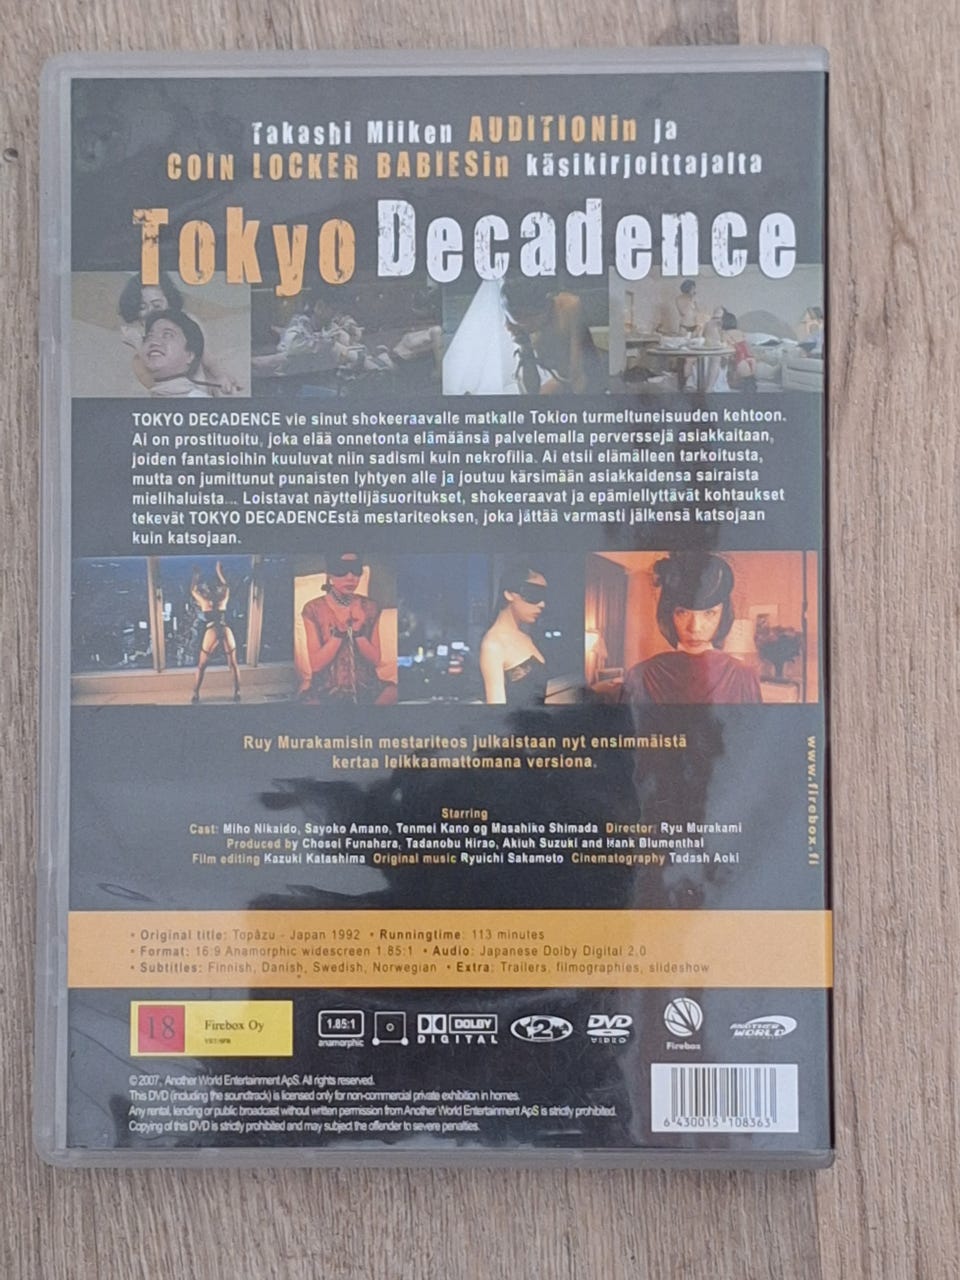 Takashi Miiken AUDITIONin ja
COIN LOCKER BABIESin käsikirjoittajalta
Tokyo Decadence
TOKYO DECADENCE vie sinut shokeeraavalle matkalle Tokion turmeltuneisuuden kehtoon.
Ai on prostituoitu, joka elää onnetonta elämäänsä palvelemalla perverssejä asiakkaitaan,
joiden fantasioihin kuuluvat niin sadismi kuin nekrofilia. Ai etsii elämälleen tarkoitusta,
mutta on jumittunut punaisten lyhtyen alle ja joutuu kärsimään asiakkaidensa sairaista
mielihaluista... Loistavat näyttelijäsuoritukset, shokeeraavat ja epämiellyttävät kohtaukset
tekevät TOKYO DECADENCEstä mestariteoksen, joka jättää varmasti jälkensä katsojaan
kuin katsojaan.
Ruy Murakamisin mestariteos julkaistaan nyt ensimmäistä
kertaa leikkaamattomana versiona.
www.firebox.fi
Starring
Cast: Miho Nikaido, Sayoko Amano, Tenmei Kano og Masahiko Shimada Director: Ryu Murakami
Produced by Chosei Funahara, Tadanobu Hirao, Akiuh Suzuki and Hank Blumenthal
Film editing Kazuki Katashima Original music Ryuichi Sakamoto Cinematography Tadash Aoki
• Original title: Topâzu - Japan 1992 • Runningtime: 113 minutes
• Format: 16:9 Anamorphic widescreen 1.85:1 • Audio: Japanese Dolby Digital 2.0
• Subtitles: Finnish, Danish, Swedish, Norwegian • Extra: Trailers, filmographies, slideshow
18 Firebox Oy
VET/SFB
1.85:1
anamorphic
DOLBY
DIGITAL
2
DVD
VIDEO
Firebox
ANOTHER
WORLD
© 2007, Another World Entertainment ApS. All rights reserved.
This DVD (including the soundtrack) is licensed only for non-commercial private exhibition in homes.
Any rental, lending or public broadcast without written permission from Another World Entertainment ApS is strictly prohibited.
Copying of this DVD is strictly prohibited and may subject the offender to severe penalties.
6 430015 108363